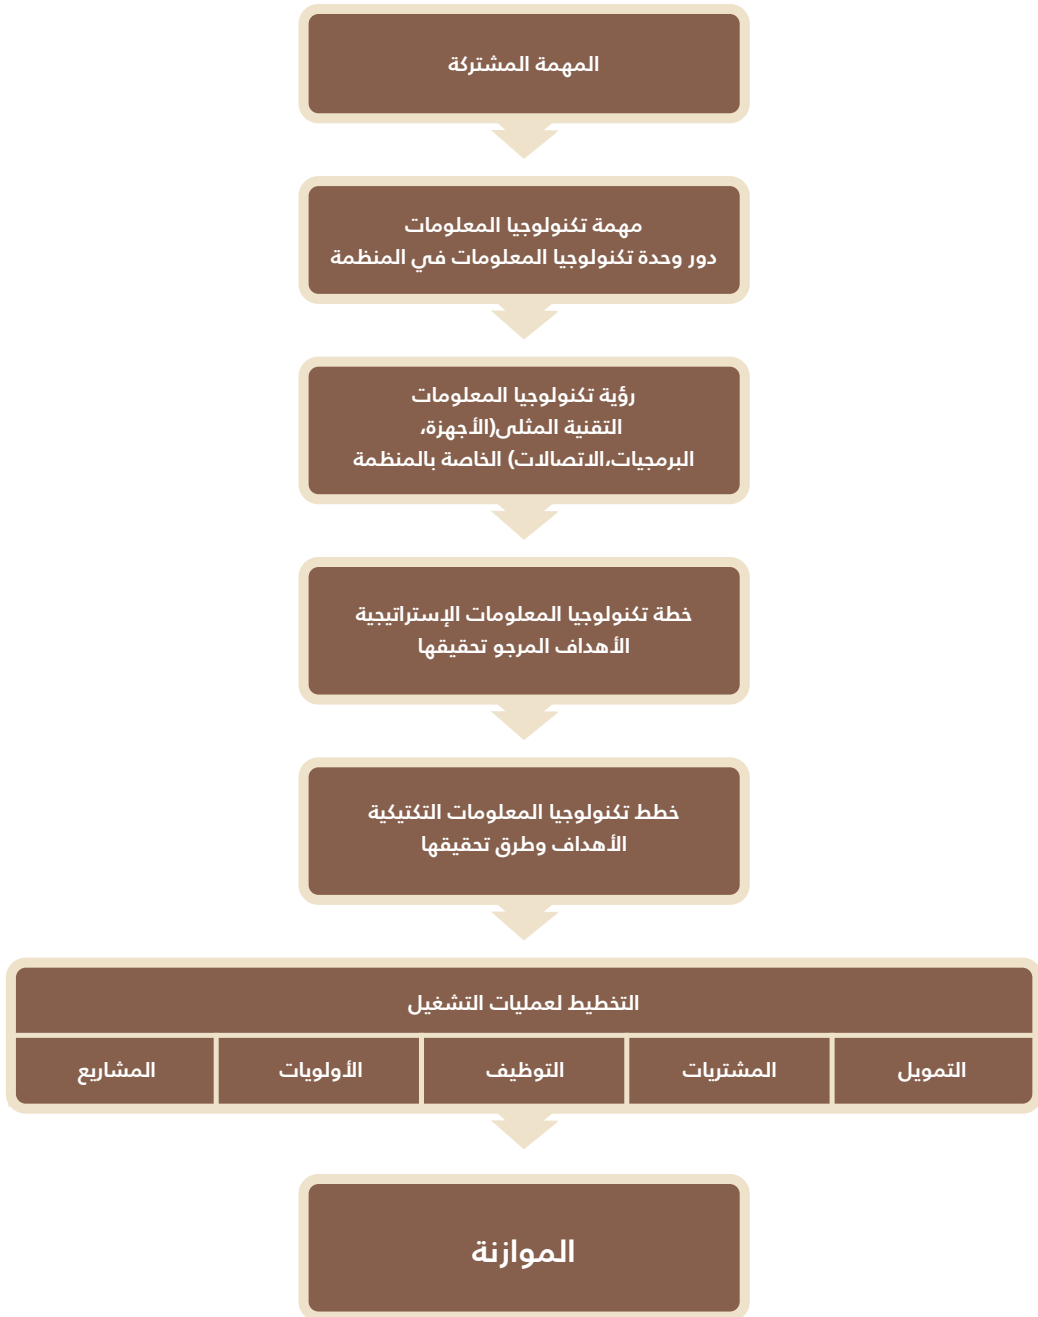 المهمة المشتركة
مهمة تكنولوجيا المعلومات
دور وحدة تكنولوجيا المعلومات في المنظمة
رؤية تكنولوجيا المعلومات
التقنية المثلى(الأجهزة،
البرمجيات،الاتصالات) الخاصة بالمنظمة
خطة تكنولوجيا المعلومات الإستراتيجية
الأهداف المرجو تحقيقها
خطط تكنولوجيا المعلومات التكتيكية
الأهداف وطرق تحقيقها
التخطيط لعمليات التشغيل
التمويل
المشتريات
التوظيف
الأولويات
المشاريع
الموازنة